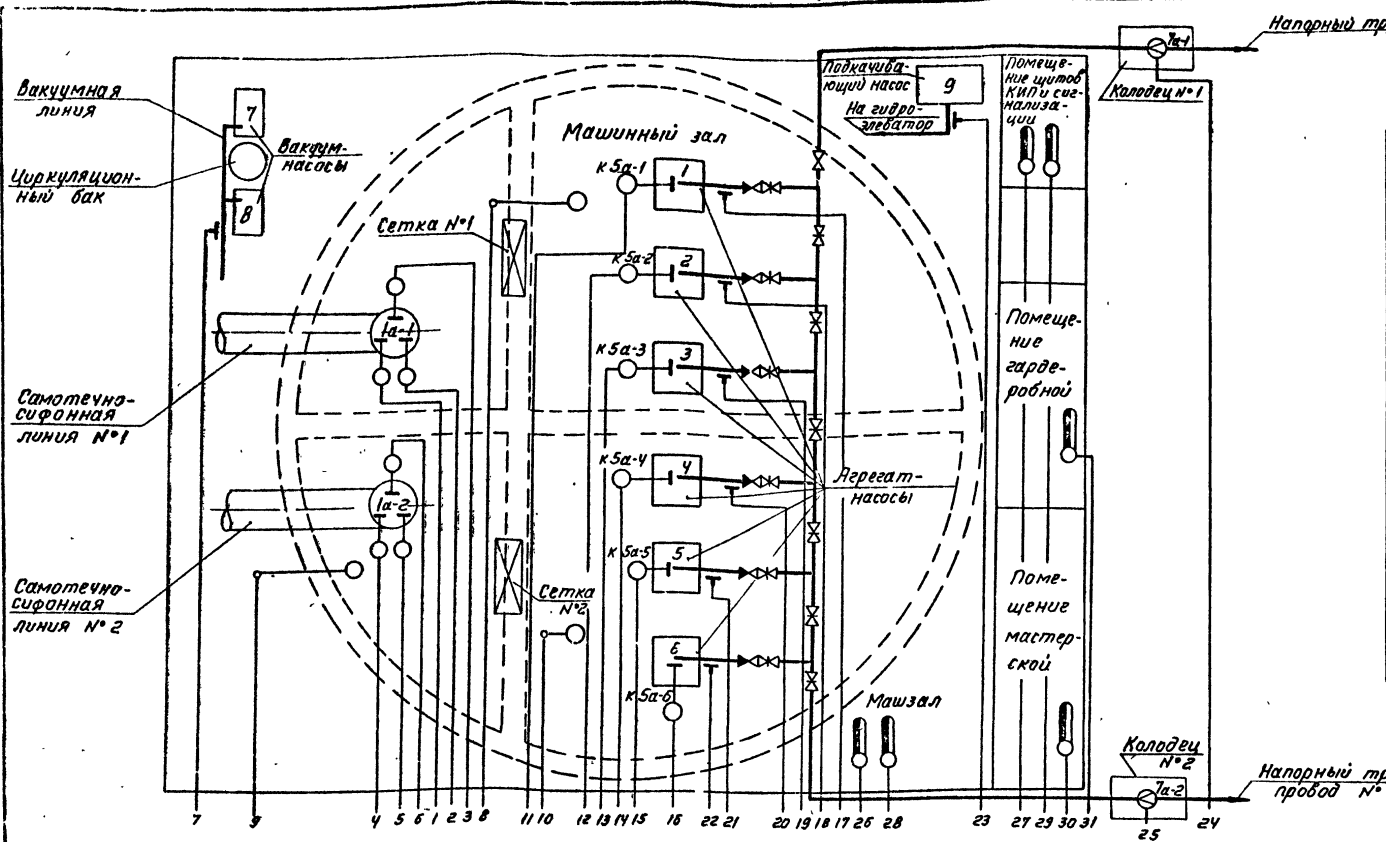 Напорный тр
7а-1
Колодец №1
Подкачива-
ющий насос
9
На гидро-
элеватор
Помеще-
ние щитов
КИП и сиг-
нализа-
ции
Вакуумная
линия
7
Вакуум-
насосы
Циркуляцион-
ный бак
8
Машинный зал
к 5а-1
1
Сетка №1
к 5а-2
2
1а-1
к 5а-3
3
Помеще-
ние
гарде-
робной
Самотечно-
сифонная
линия №1
к 5а-4
4
Агрегат-
насосы
1а-2
к 5а-5
5
Самотечно-
сифонная
линия №2
Сетка
№2
Поме-
щение
мастер-
ской
6
к 5а-6
Машзал
Колодец
№2
7а-2
Напорный тр
провод №
7 9 4 5 6 1 2 3 8 11 10 12 13 14 15 16 22 21 20 19 18 17 26 28 23 27 29 30 31 25 24